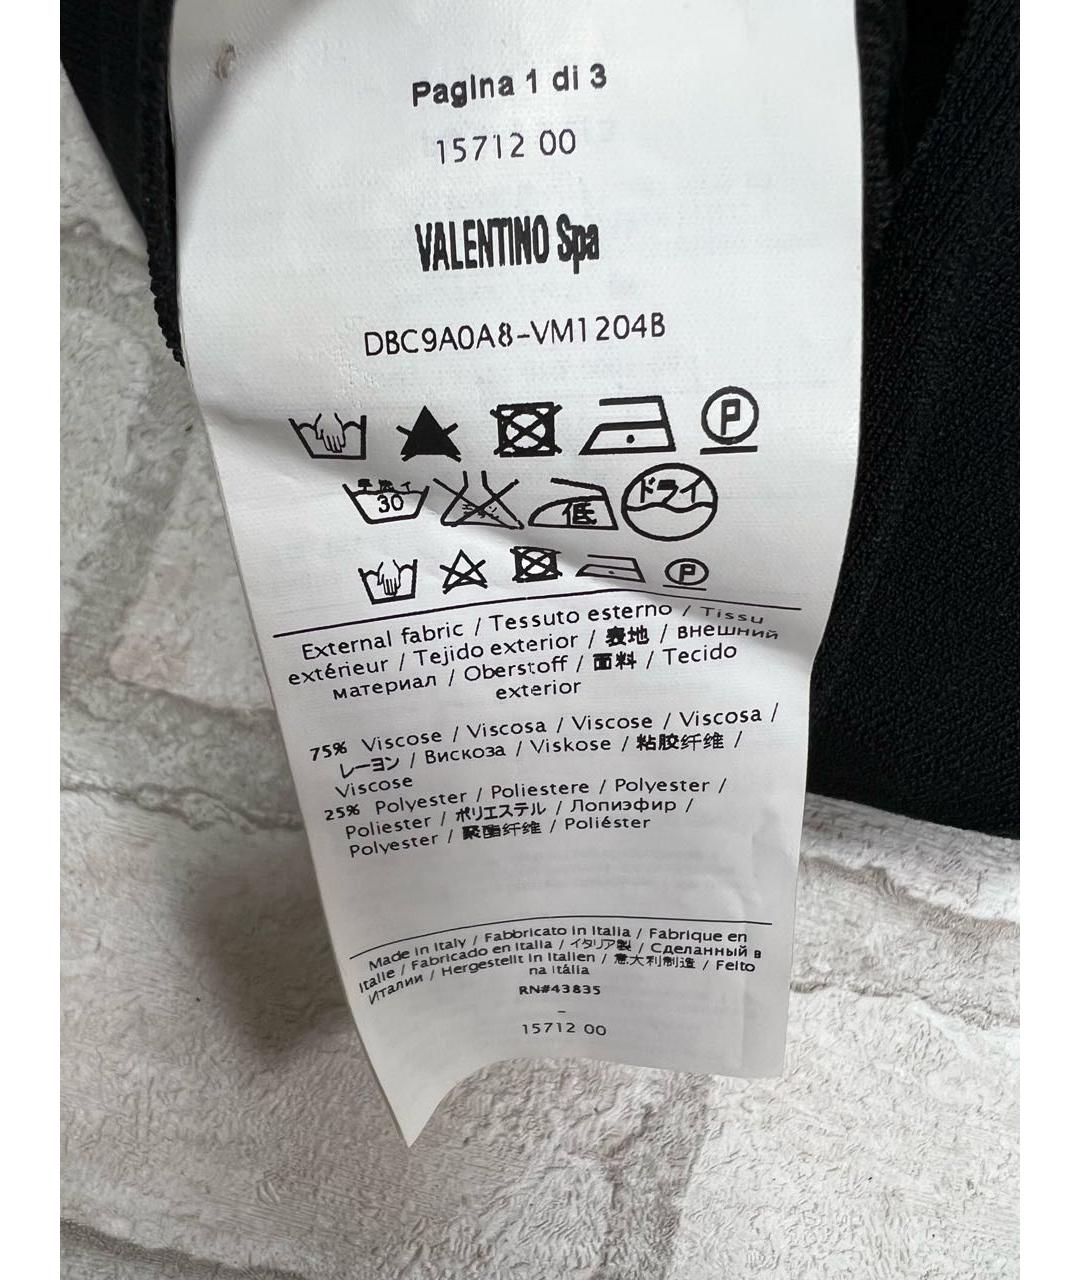 Pagina 1 di 3
15712 00
VALENTINO Spa
DBC9A0A8-VM1204B
P
30 低 ドライ
P
External fabric / Tessuto esterno / Tissu
extérieur / Tejido exterior / 表地 / внешний
материал / Oberstoff / 面料 / Tecido
exterior
75% Viscose / Viscosa / Viscose / Viscosa /
レーヨン / Вискоза / Viskose / 粘胶纤维 /
Viscose
25% Polyester / Poliestere / Polyester /
Poliester / ポリエステル / Лопиэфир /
Polyester / 聚酯纤维 / Poliéster
Made in Italy / Fabbricato in Italia / Fabrique en
Italie / Fabricado en Italia / イタリア製 / Сделанный в
Италии / Hergestellt in Italien / 意大利制造 / Feito
na Itália
RN#43835
-
15712 00